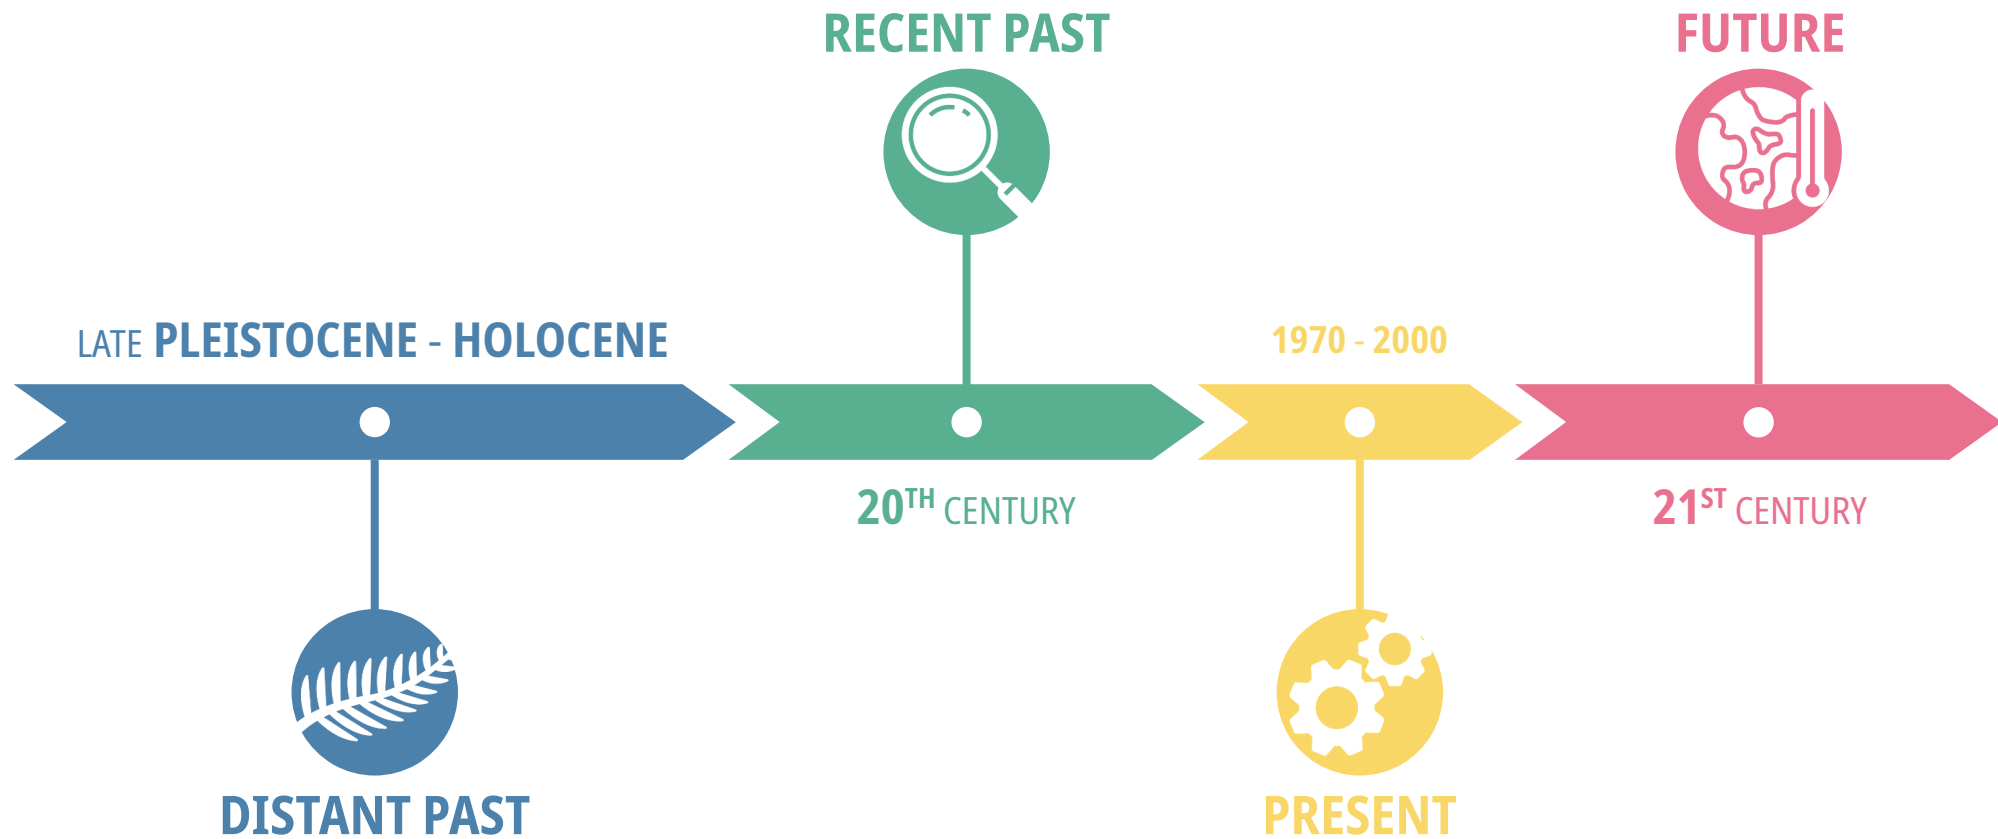 RECENT PAST
FUTURE
LATE PLEISTOCENE - HOLOCENE
1970 - 2000
20TH CENTURY
21ST CENTURY
DISTANT PAST
PRESENT